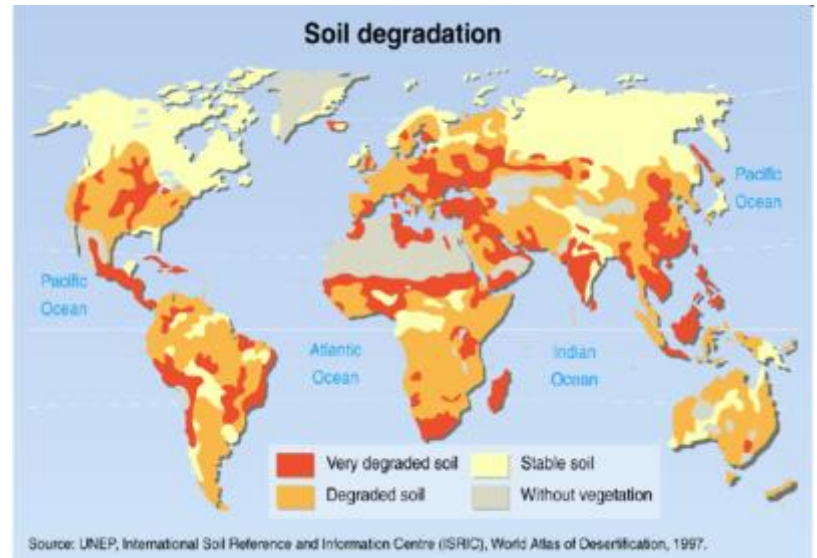 Soil degradation
Pacific
Ocean
Pacific
Ocean
Atlantic
Ocean
Indian
Ocean
Very degraded soil
Stable soil
Degraded soil
Without vegetation
Source: UNEP, International Soil Reference and Information Centre (ISRIC), World Atlas of Desertification, 1997.